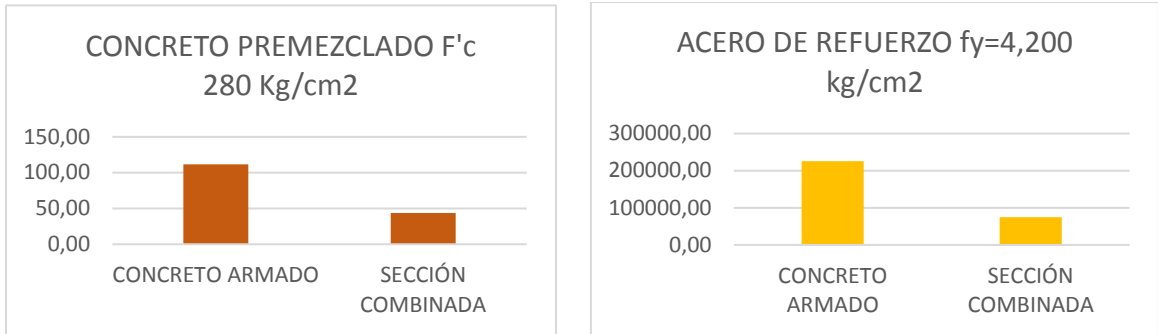 CONCRETO PREMEZCLADO F'c
280 Kg/cm2
150,00
100,00
50,00
0,00
CONCRETO ARMADO
SECCIÓN
COMBINADA
ACERO DE REFUERZO fy=4,200
kg/cm2
300000,00
200000,00
100000,00
0,00
CONCRETO
ARMADO
SECCIÓN
COMBINADA